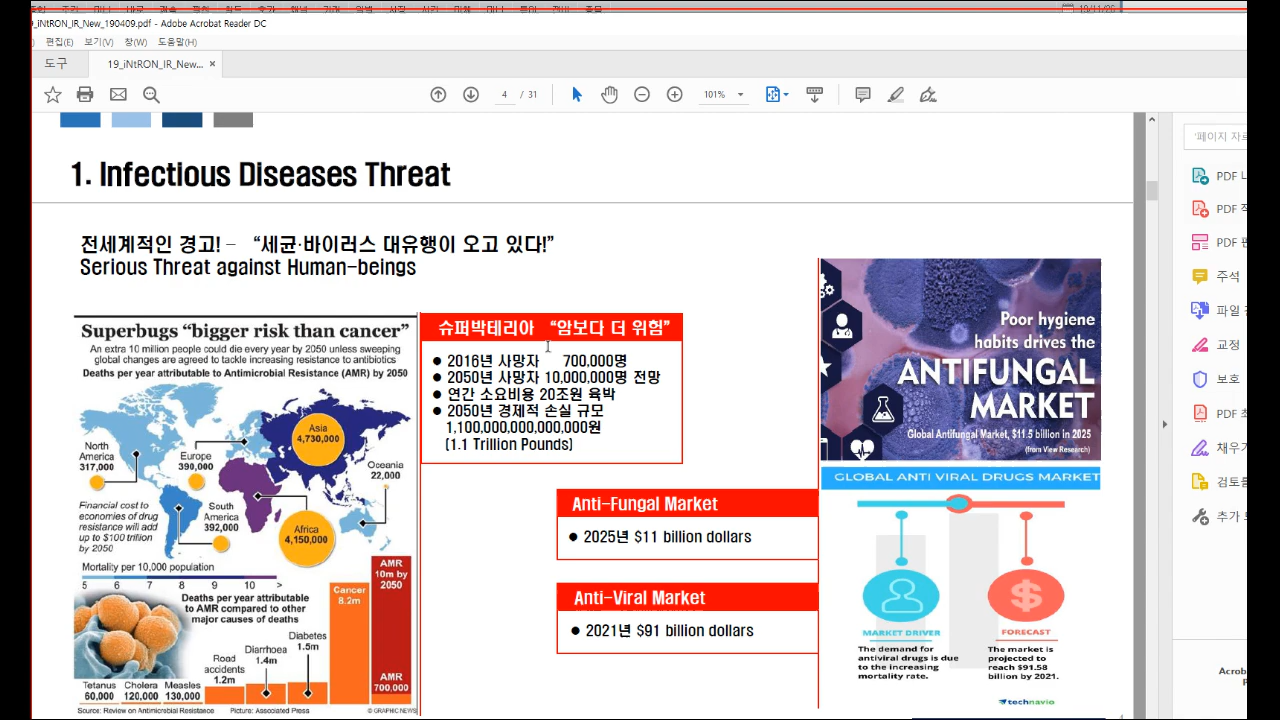 _iNtRON_IR_New_190409.pdf - Adobe Acrobat Reader DC
편집(E) 보기(V) 창(W) 도움말(H)
도구 19_iNtRON_IR_New... ×
4 / 31 101%
1. Infectious Diseases Threat
전세계적인 경고! – “세균·바이러스 대유행이 오고 있다!”
Serious Threat against Human-beings
Superbugs “bigger risk than cancer”
An extra 10 million people could die every year by 2050 unless sweeping
global changes are agreed to tackle increasing resistance to antibiotics
Deaths per year attributable to Antimicrobial Resistance (AMR) by 2050
Asia
4,730,000
North
America
317,000
Europe
390,000
Oceania
22,000
South
America
392,000
Africa
4,150,000
Financial cost to
economies of drug
resistance will add
up to $100 trillion
by 2050
Mortality per 10,000 population
5 6 7 8 9 10 >
Deaths per year attributable
to AMR compared to other
major causes of deaths
Tetanus
60,000
Cholera
120,000
Measles
130,000
Road
accidents
1.2m
Diarrhoea
1.4m
Diabetes
1.5m
Cancer
8.2m
AMR
10m by
2050
AMR
700,000
Source: Review on Antimicrobial Resistance Picture: Associated Press © GRAPHIC NEWS
슈퍼박테리아 “암보다 더 위험”
● 2016년 사망자 700,000명
● 2050년 사망자 10,000,000명 전망
● 연간 소요비용 20조원 육박
● 2050년 경제적 손실 규모
1,100,000,000,000,000원
(1.1 Trillion Pounds)
Anti-Fungal Market
● 2025년 $11 billion dollars
Anti-Viral Market
● 2021년 $91 billion dollars
Poor hygiene
habits drives the
ANTIFUNGAL
MARKET
Global Antifungal Market, $11.5 billion in 2025
(from View Research)
GLOBAL ANTI VIRAL DRUGS MARKET
MARKET DRIVER
The demand for
antiviral drugs is due
to the increasing
mortality rate.
FORECAST
The market is
projected to
reach $91.58
billion by 2021.
technavio
'페이지 자르
PDF
PDF
PDF
주석
파일
교정
보호
PDF
채우기
검토를
추가
Acrob